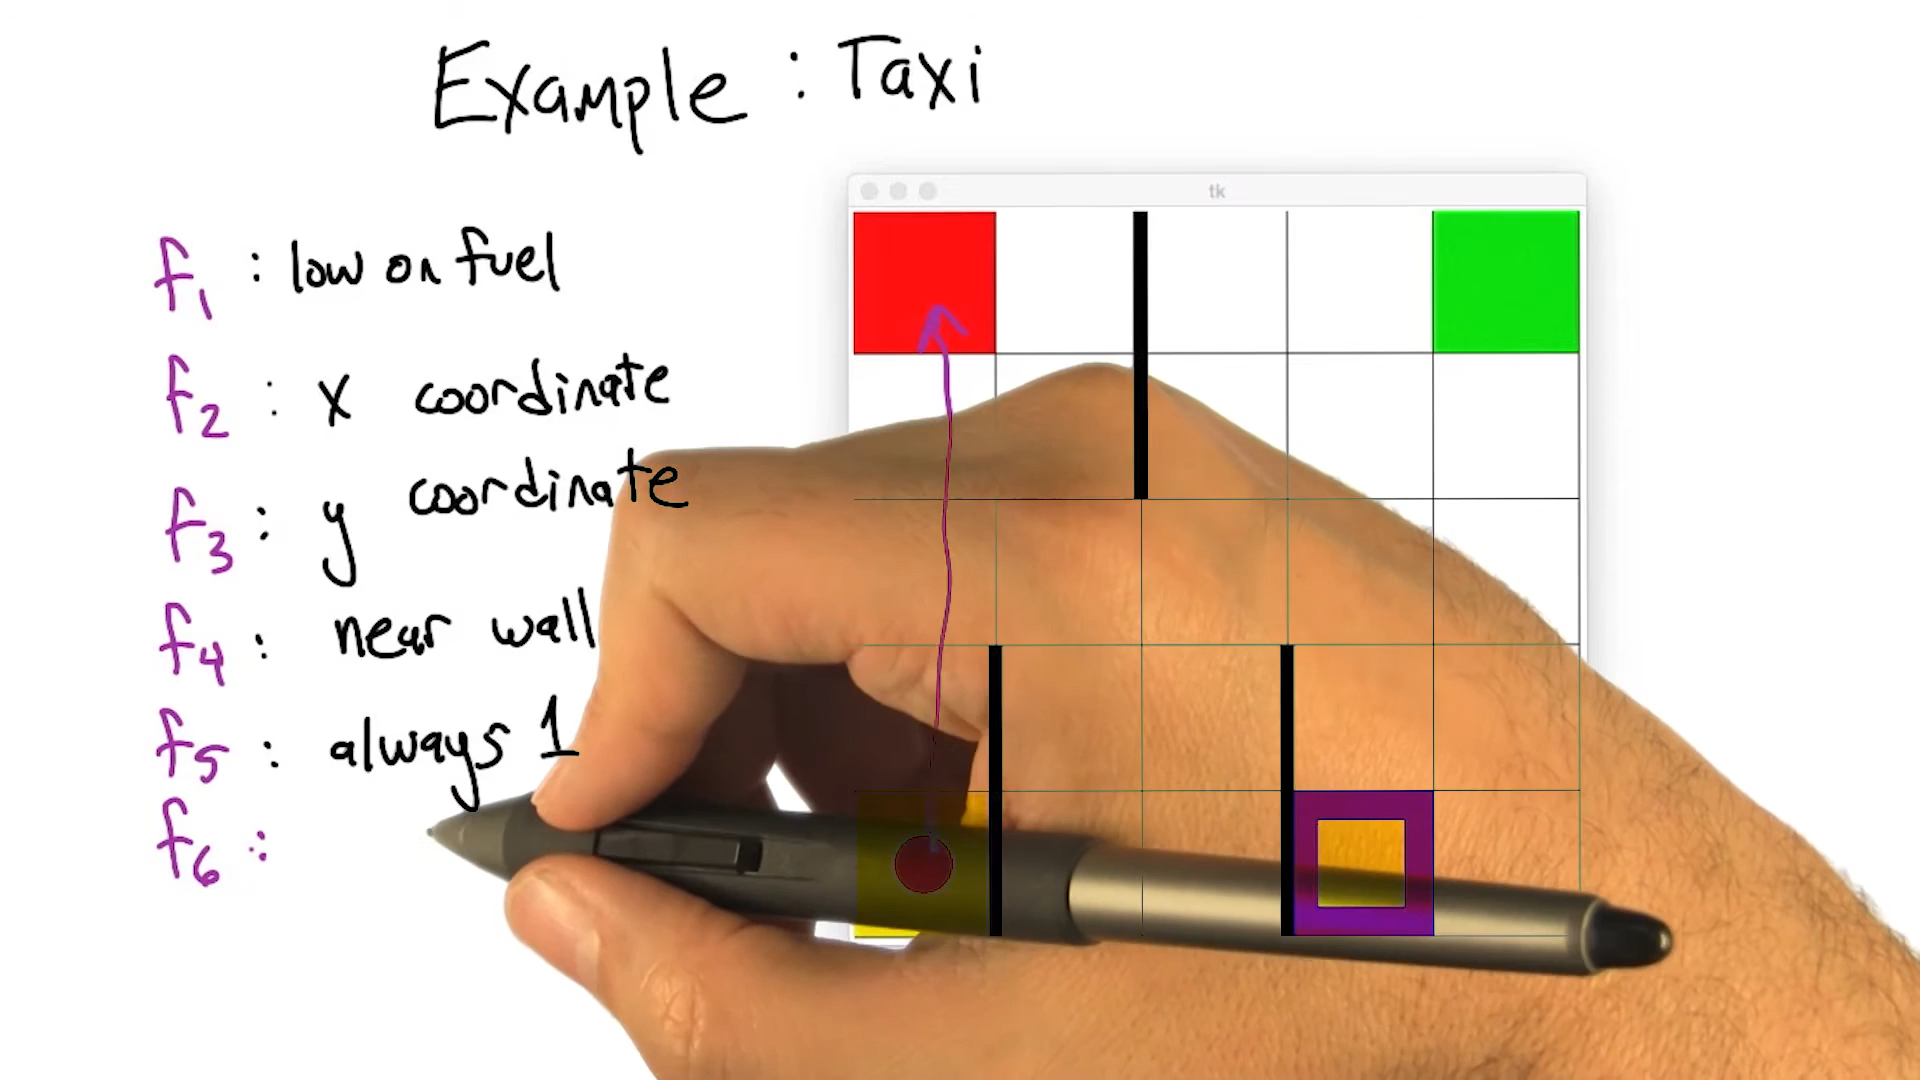 Example : Taxi
tk
f1 : low on fuel
f2 : x coordinate
f3 : y coordinate
f4 : near wall
f5 : always 1
f6 :